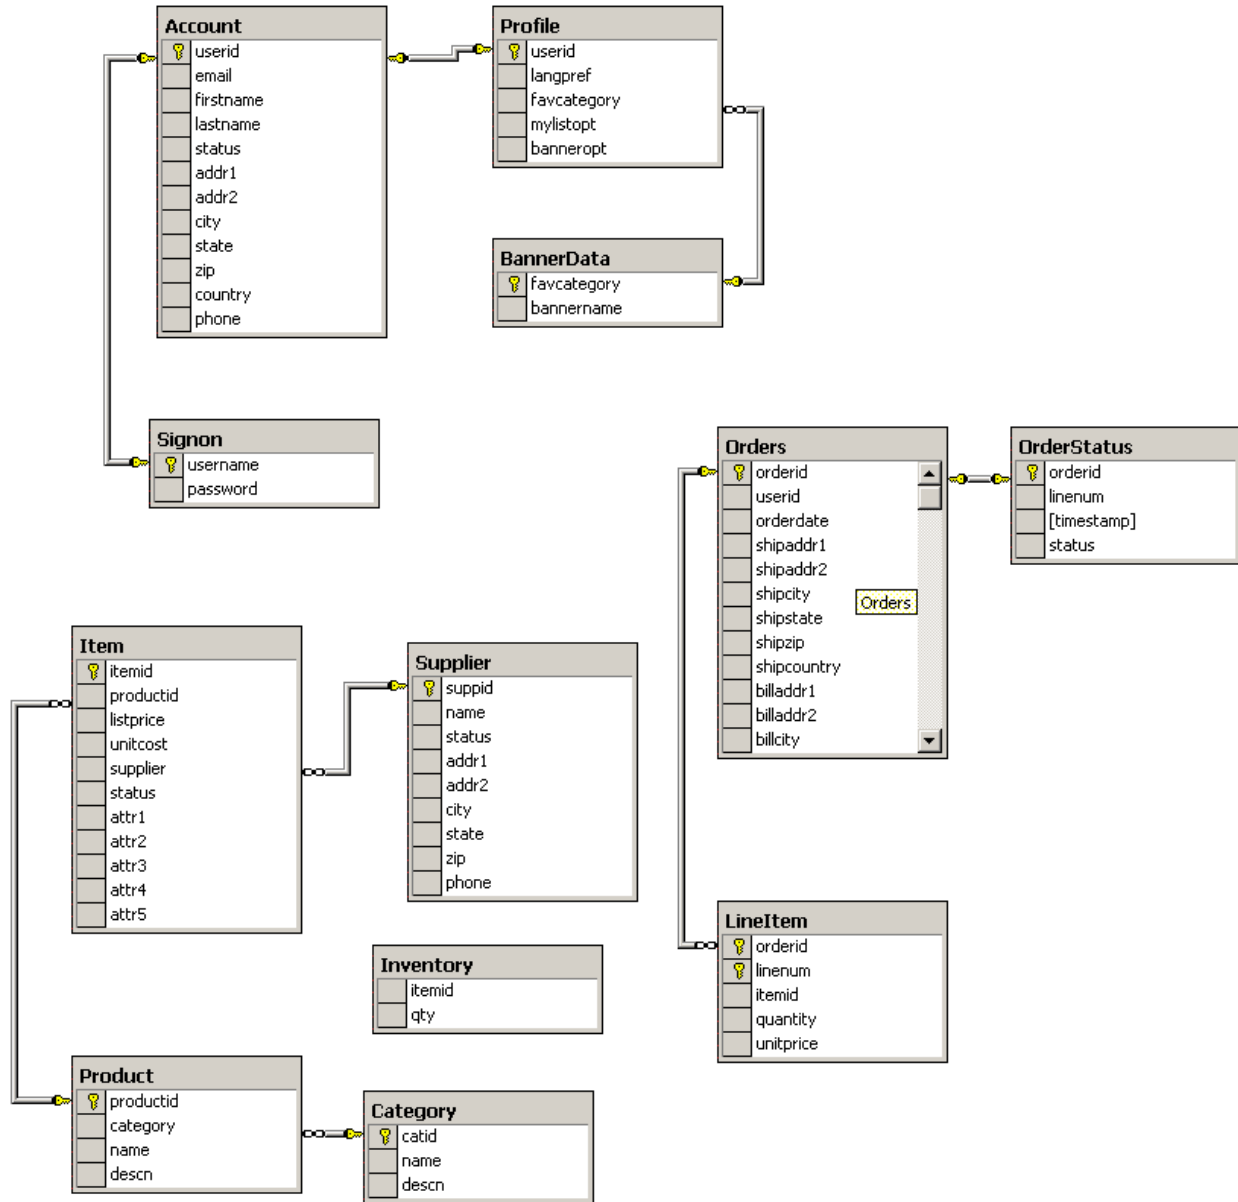 Account
userid
email
firstname
lastname
status
addr1
addr2
city
state
zip
country
phone
Profile
userid
langpref
favcategory
mylistopt
banneropt
BannerData
favcategory
bannername
Signon
username
password
Orders
orderid
userid
orderdate
shipaddr1
shipaddr2
shipcity
shipstate
shipzip
shipcountry
billaddr1
billaddr2
billcity
Orders
OrderStatus
orderid
linenum
[timestamp]
status
Item
itemid
productid
listprice
unitcost
supplier
status
attr1
attr2
attr3
attr4
attr5
Supplier
suppid
name
status
addr1
addr2
city
state
zip
phone
Inventory
itemid
qty
LineItem
orderid
linenum
itemid
quantity
unitprice
Product
productid
category
name
descn
Category
catid
name
descn